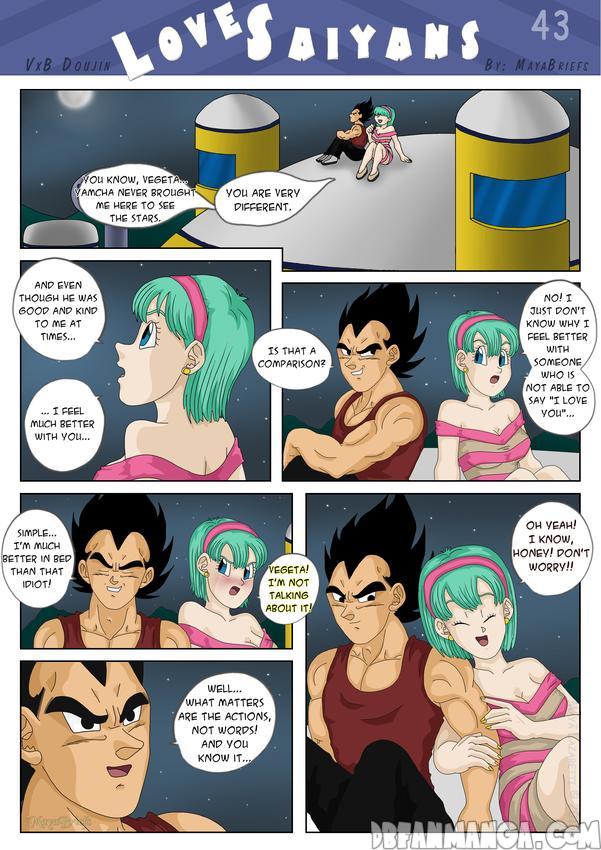 LOVE SAIYANS
43
VXB DOUJIN
BY: MAYABRIEFS
YOU KNOW, VEGETA...
YAMCHA NEVER BROUGHT
ME HERE TO SEE
THE STARS.
YOU ARE VERY
DIFFERENT.
AND EVEN
THOUGH HE WAS
GOOD AND KIND
TO ME AT
TIMES...
... I FEEL
MUCH BETTER
WITH YOU...
IS THAT A
COMPARISON?
NO! I
JUST DON'T
KNOW WHY I
FEEL BETTER
WITH
SOMEONE
WHO IS
NOT ABLE TO
SAY "I LOVE
YOU"...
SIMPLE...
I'M MUCH
BETTER IN BED
THAN THAT
IDIOT!
VEGETA!
I'M NOT
TALKING
ABOUT IT!
WELL...
WHAT MATTERS
ARE THE ACTIONS,
NOT WORDS!
AND YOU
KNOW IT...
OH YEAH!
I KNOW,
HONEY! DON'T
WORRY!!
MayaBriefs
DBFANMANGA.COM